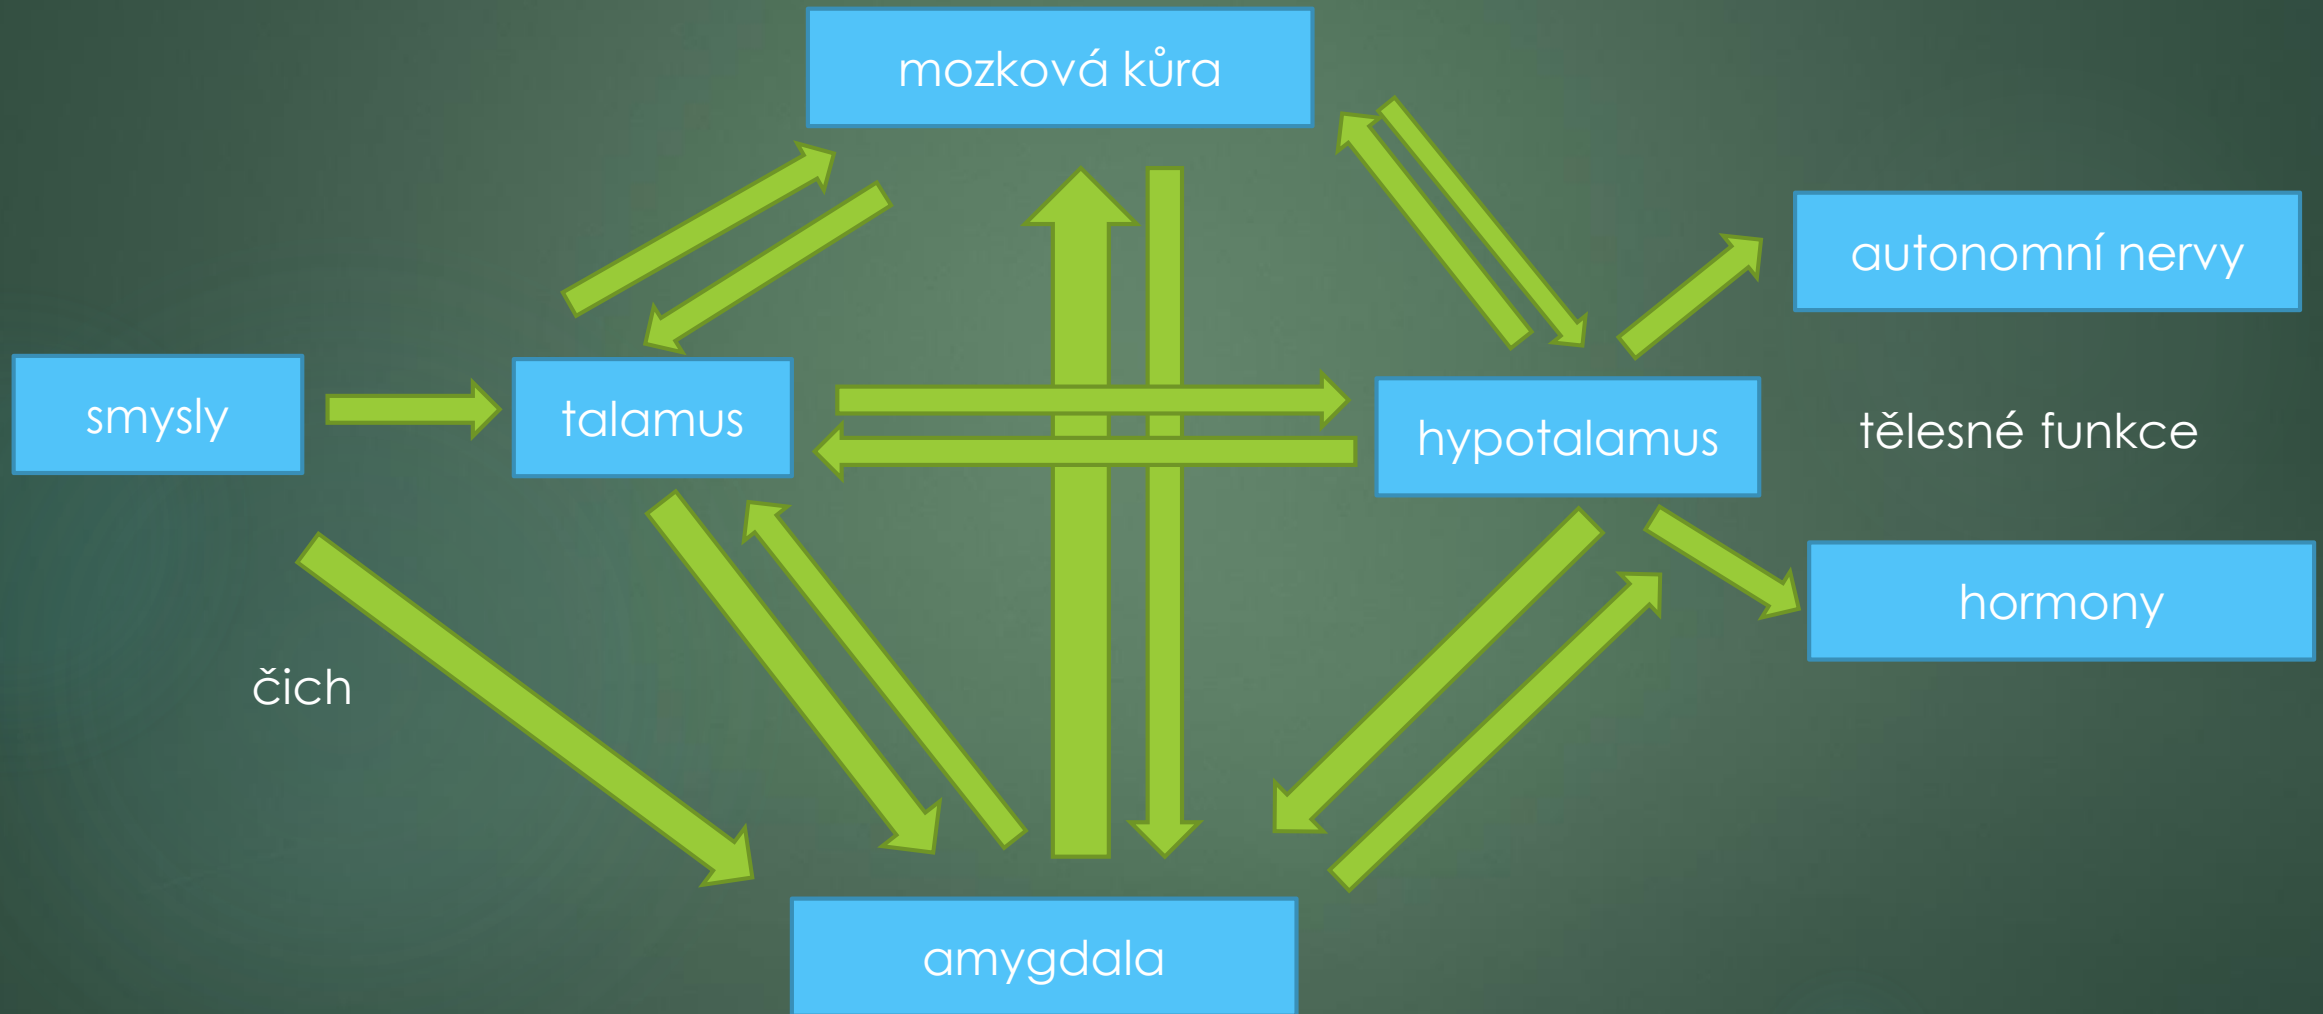 mozková kůra
autonomní nervy
smysly
talamus
hypotalamus
tělesné funkce
hormony
čich
amygdala